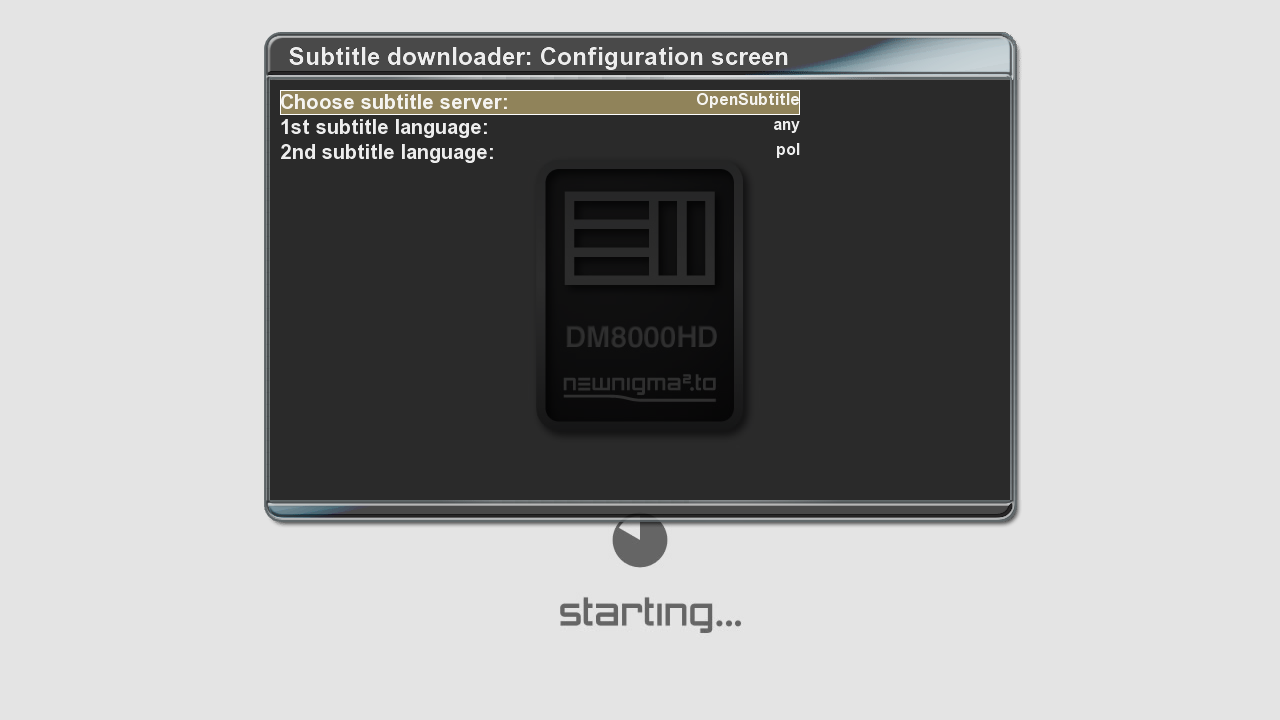 Subtitle downloader: Configuration screen
Choose subtitle server: OpenSubtitle
1st subtitle language: any
2nd subtitle language: pol
DM8000HD
newnigma².to
starting...